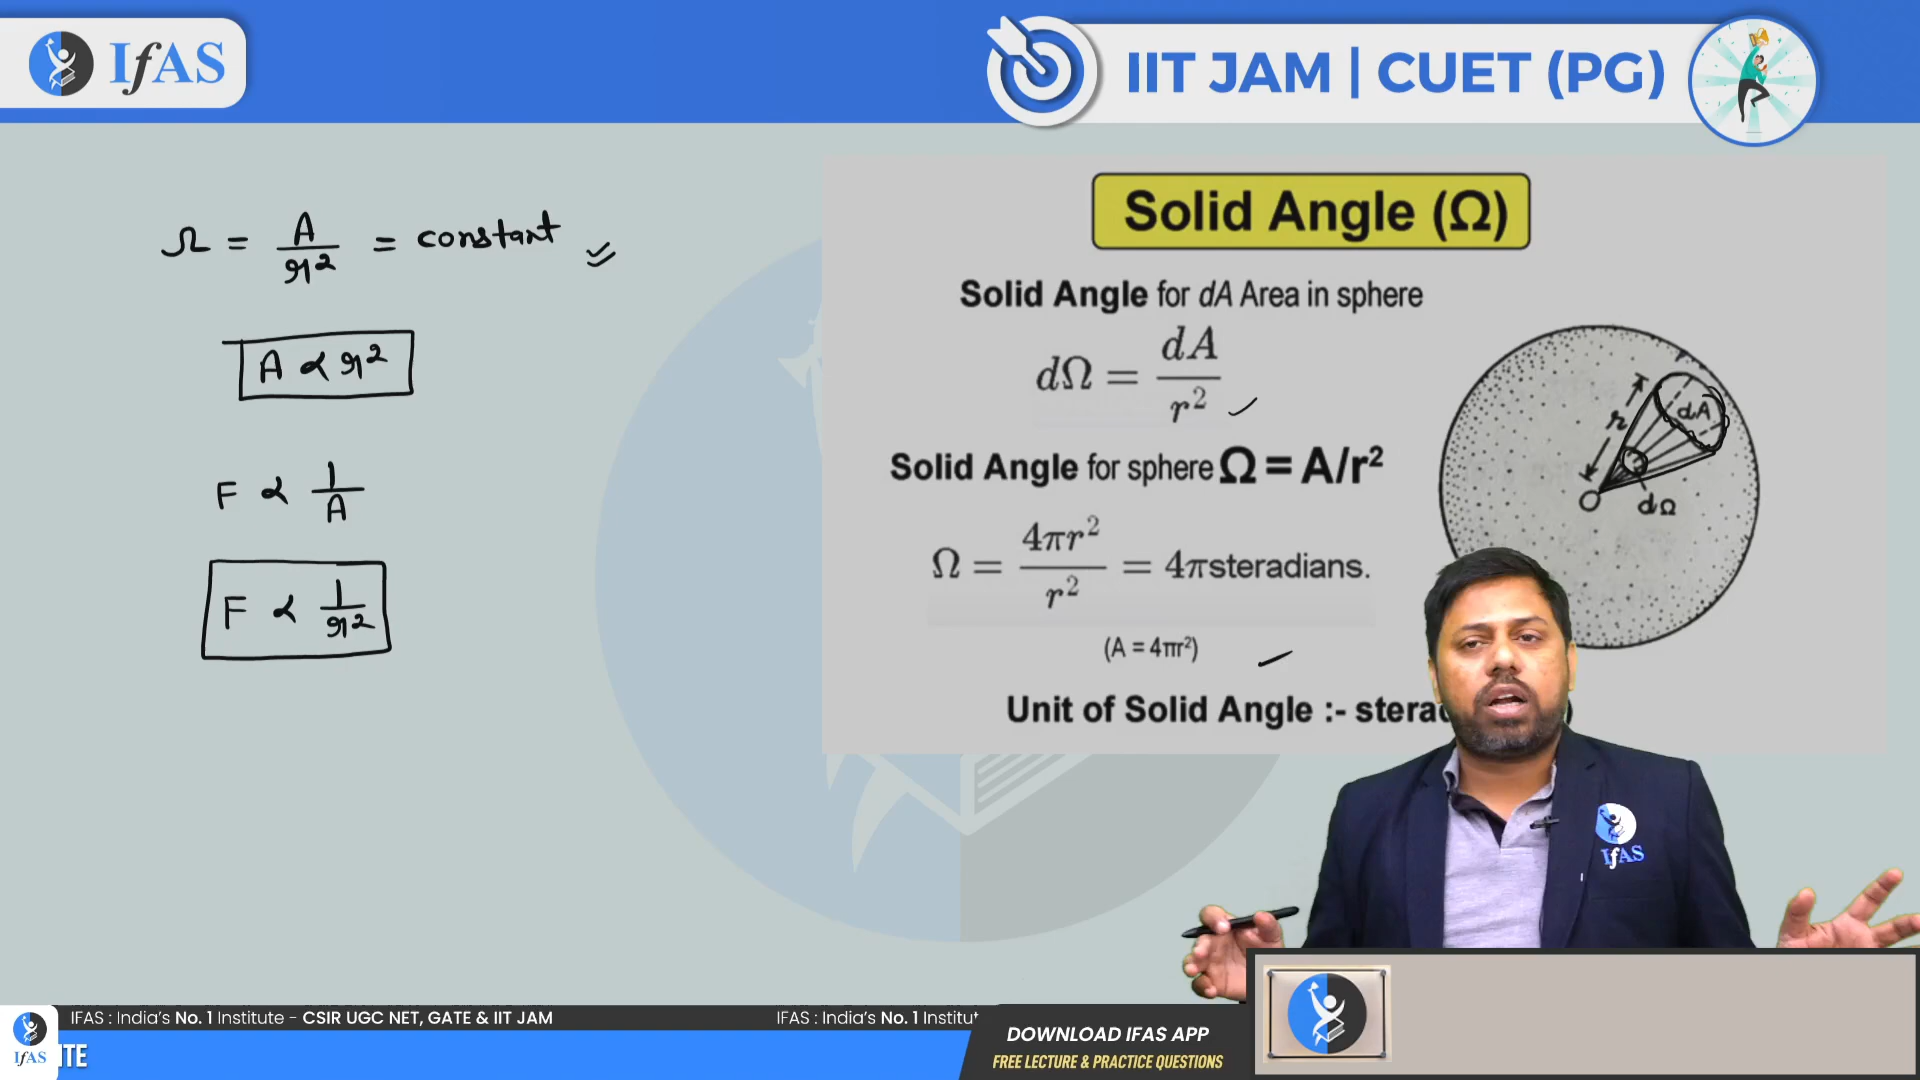 IfAS
IIT JAM | CUET (PG)
Ω = A/r² = constant
A ∝ r²
F ∝ 1/A
F ∝ 1/r²
Solid Angle (Ω)
Solid Angle for dA Area in sphere
dΩ = dA/r²
Solid Angle for sphere Ω = A/r²
Ω = 4πr²/r² = 4π steradians.
(A = 4πr²)
Unit of Solid Angle :-
r
dA
O
dΩ
IfAS
IFAS : India's No. 1 Institute - CSIR UGC NET, GATE & IIT JAM
IFAS : India's No. 1
DOWNLOAD IFAS APP
FREE LECTURE & PRACTICE QUESTIONS
IfAS